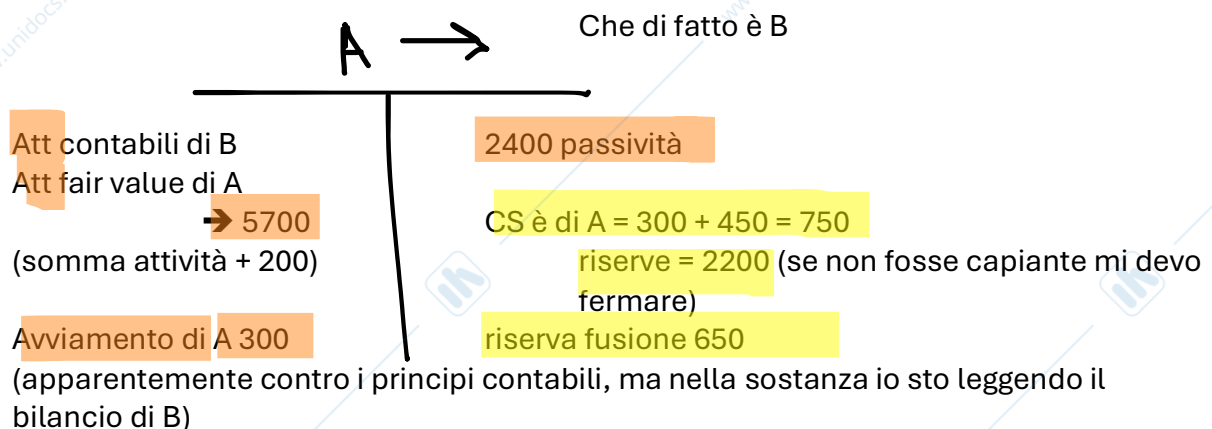 Che di fatto è B
A →
Att contabili di B
2400 passività
Att fair value di A
➔ 5700
CS è di A = 300 + 450 = 750
(somma attività + 200)
riserve = 2200 (se non fosse capiante mi devo
fermare)
Avviamento di A 300
riserva fusione 650
(apparentemente contro i principi contabili, ma nella sostanza io sto leggendo il
bilancio di B)